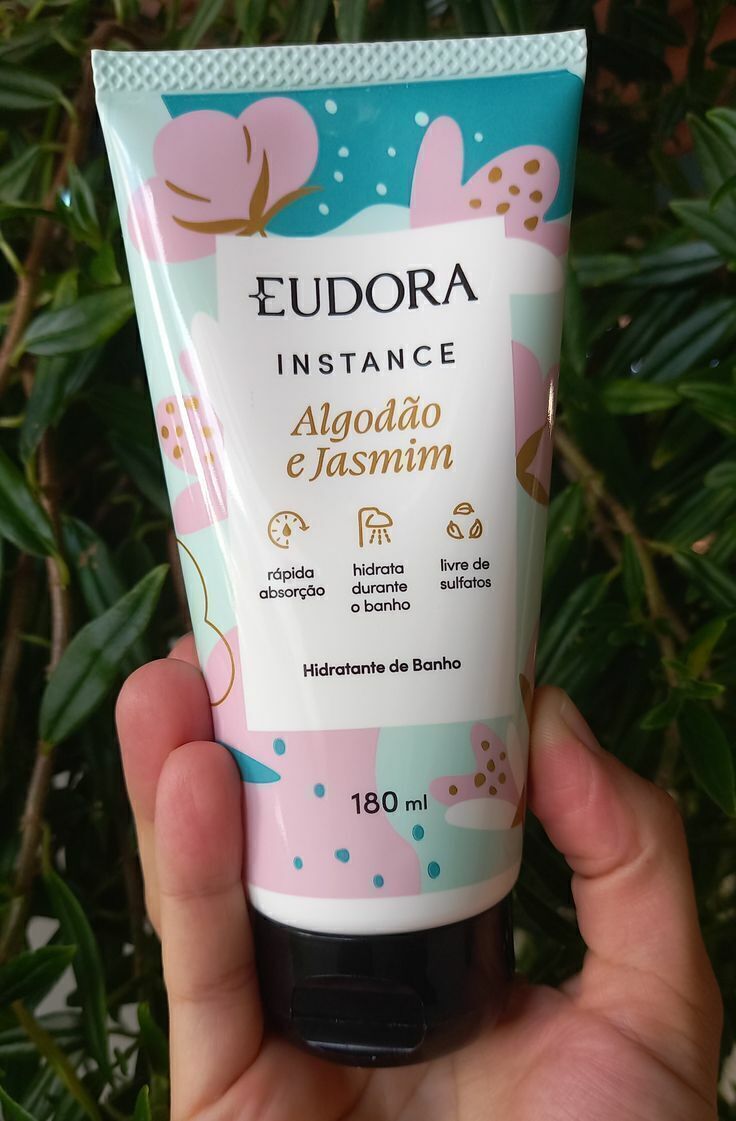 EUDORA
INSTANCE
Algodão
e Jasmim
rápida
absorção
hidrata
durante
o banho
livre de
sulfatos
Hidratante de Banho
180 ml